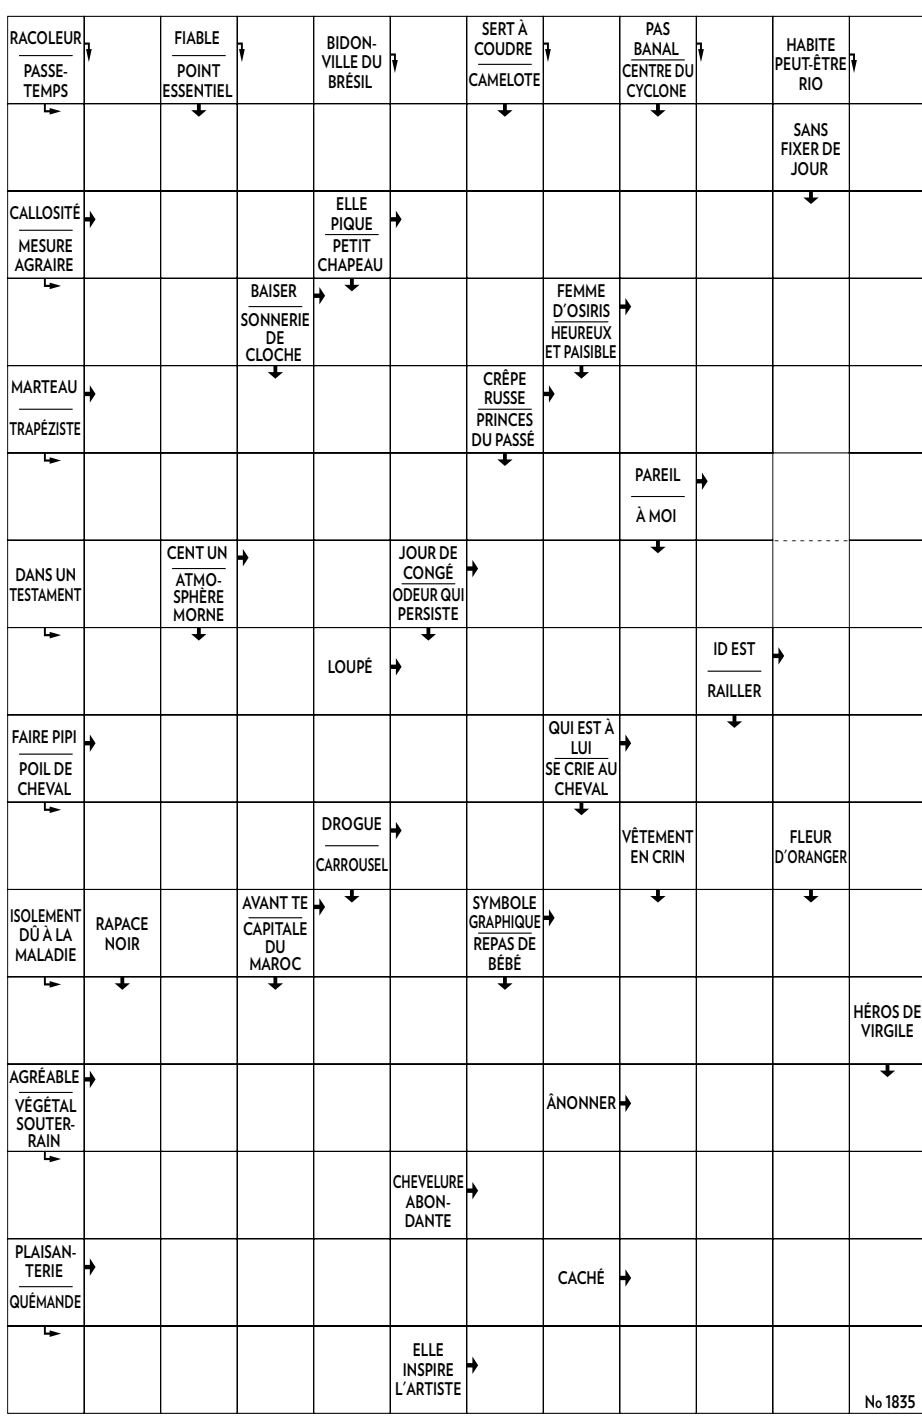 RACOLEUR
PASSE-
TEMPS
FIABLE
POINT
ESSENTIEL
BIDON-
VILLE DU
BRÉSIL
SERT À
COUDRE
CAMELOTE
PAS
BANAL
CENTRE DU
CYCLONE
HABITE
PEUT-ÊTRE
RIO
SANS
FIXER DE
JOUR
CALLOSITÉ
MESURE
AGRAIRE
ELLE
PIQUE
PETIT
CHAPEAU
BAISER
SONNERIE
DE
CLOCHE
FEMME
D'OSIRIS
HEUREUX
ET PAISIBLE
MARTEAU
TRAPÉZISTE
CRÊPE
RUSSE
PRINCES
DU PASSÉ
PAREIL
À MOI
DANS UN
TESTAMENT
CENT UN
ATMO-
SPHÈRE
MORNE
JOUR DE
CONGÉ
ODEUR QUI
PERSISTE
LOUPÉ
ID EST
RAILLER
FAIRE PIPI
POIL DE
CHEVAL
QUI EST À
LUI
SE CRIE AU
CHEVAL
DROGUE
CARROUSEL
VÊTEMENT
EN CRIN
FLEUR
D'ORANGER
ISOLEMENT
DÛ À LA
MALADIE
RAPACE
NOIR
AVANT TE
CAPITALE
DU
MAROC
SYMBOLE
GRAPHIQUE
REPAS DE
BÉBÉ
HÉROS DE
VIRGILE
AGRÉABLE
VÉGÉTAL
SOUTER-
RAIN
ÂNONNER
CHEVELURE
ABON-
DANTE
PLAISAN-
TERIE
QUÉMANDE
CACHÉ
ELLE
INSPIRE
L'ARTISTE
No 1835